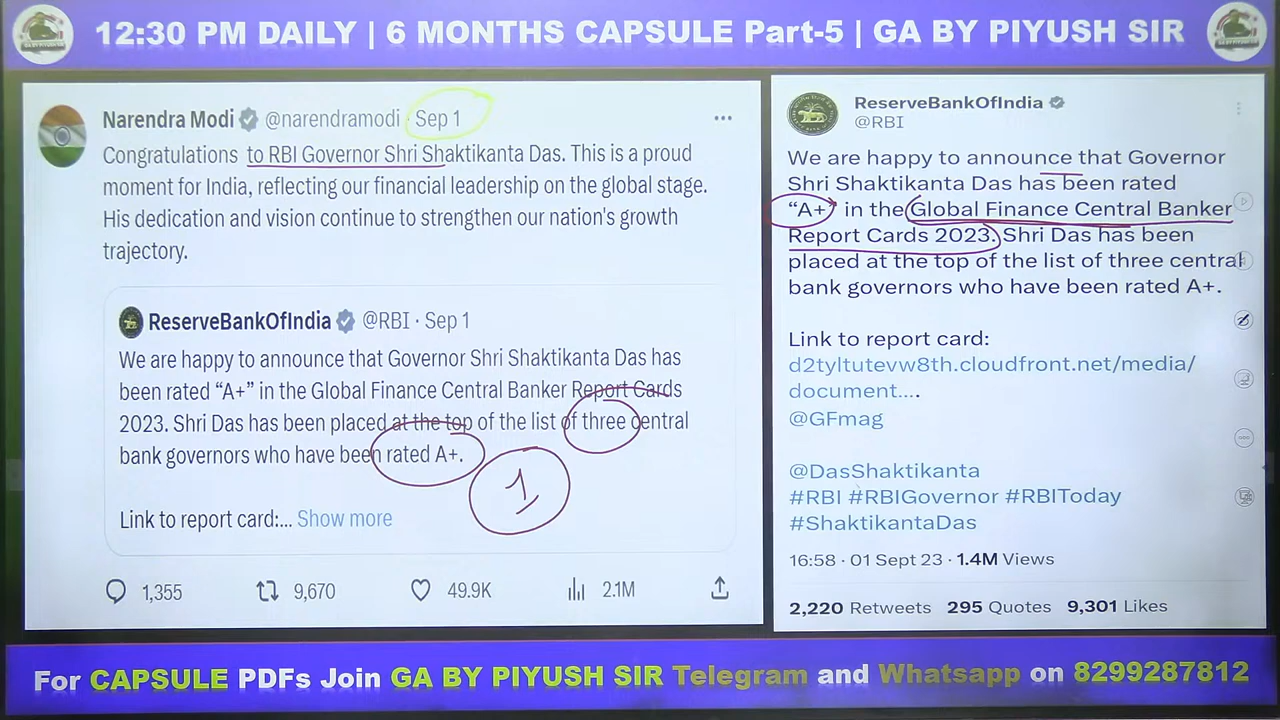 12:30 PM DAILY | 6 MONTHS CAPSULE Part-5 | GA BY PIYUSH SIR
GA BY PIYUSH SIR
GA BY PIYUSH SIR
Narendra Modi @narendramodi · Sep 1
Congratulations to RBI Governor Shri Shaktikanta Das. This is a proud
moment for India, reflecting our financial leadership on the global stage.
His dedication and vision continue to strengthen our nation's growth
trajectory.
ReserveBankOfIndia @RBI · Sep 1
We are happy to announce that Governor Shri Shaktikanta Das has
been rated “A+” in the Global Finance Central Banker Report Cards
2023. Shri Das has been placed at the top of the list of three central
bank governors who have been rated A+.
1
Link to report card:... Show more
1,355 9,670 49.9K 2.1M
ReserveBankOfIndia
@RBI
We are happy to announce that Governor
Shri Shaktikanta Das has been rated
“A+” in the Global Finance Central Banker
Report Cards 2023. Shri Das has been
placed at the top of the list of three central
bank governors who have been rated A+.
Link to report card:
d2tyltutevw8th.cloudfront.net/media/
document....
@GFmag
@DasShaktikanta
#RBI #RBIGovernor #RBIToday
#ShaktikantaDas
16:58 · 01 Sept 23 · 1.4M Views
2,220 Retweets 295 Quotes 9,301 Likes
For CAPSULE PDFs Join GA BY PIYUSH SIR Telegram and Whatsapp on 8299287812